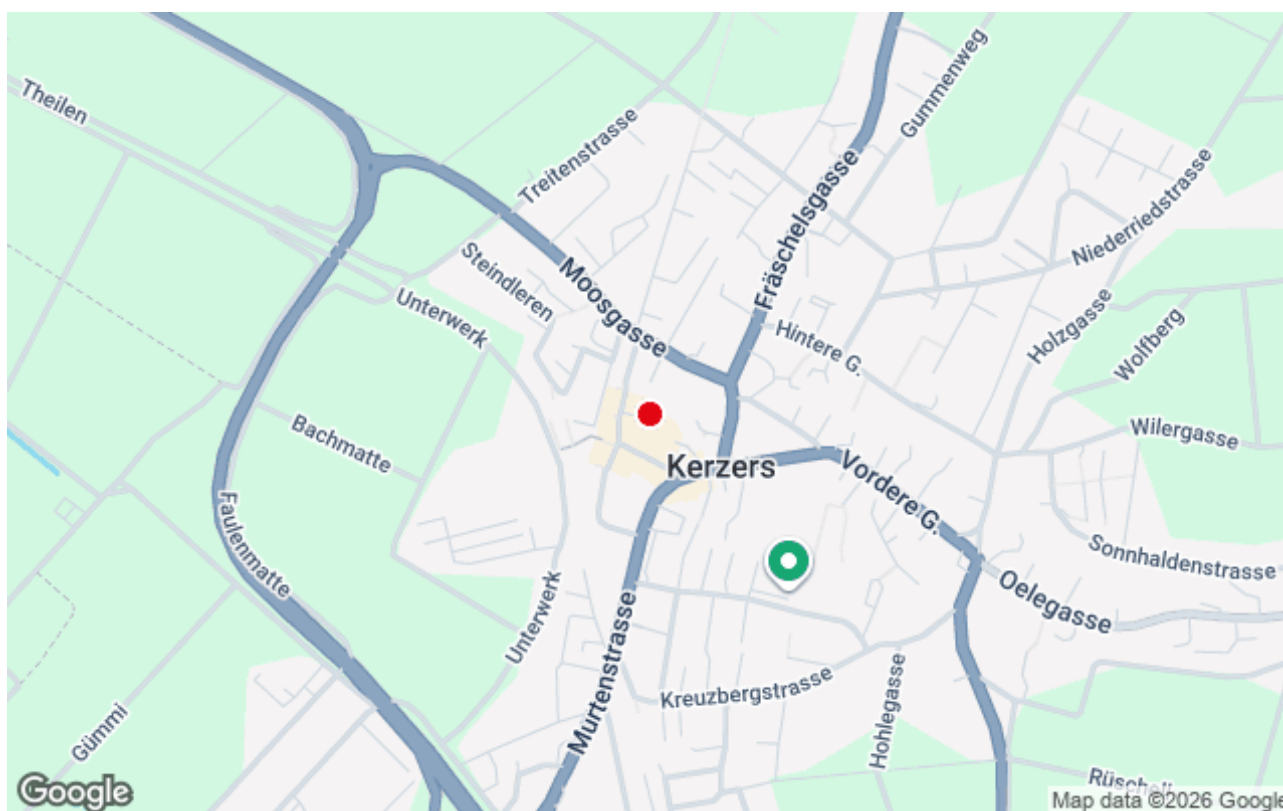 Theilen
Treitenstrasse
Gummenweg
Fräschelsgasse
Niederriedstrasse
Steindleren
Unterwerk
Moosgasse
Hintere G.
Holzgasse
Wolfberg
Bachmatte
Wilergasse
Kerzers
Vordere G.
Faulenmatte
Sonnhaldenstrasse
Oelegasse
Unterwerk
Murtenstrasse
Kreuzbergstrasse
Hohlegasse
Gümmi
Google
Map data ©2026 Google